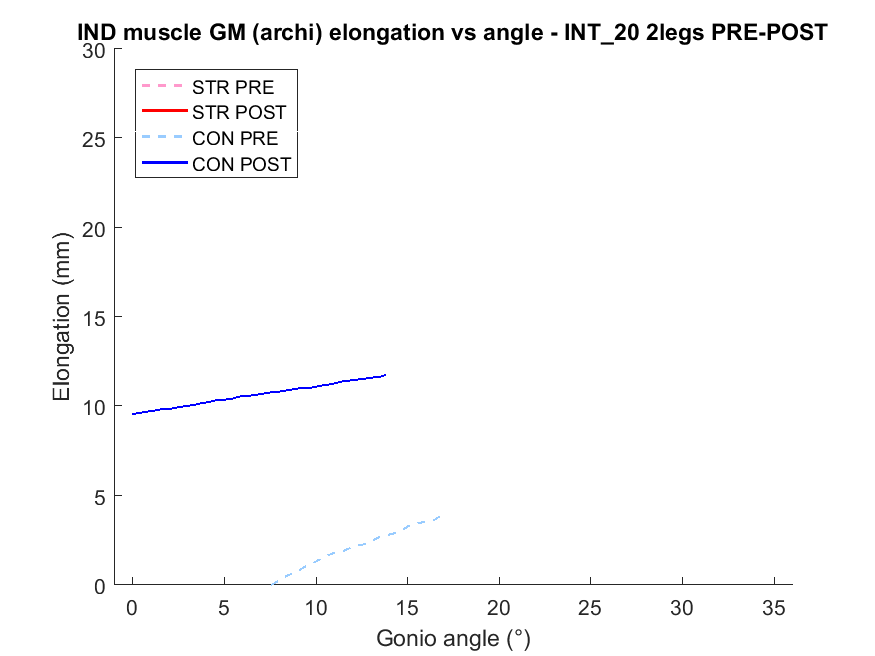 IND muscle GM (archi) elongation vs angle - INT_20 2legs PRE-POST
30
25
20
15
10
5
0
Elongation (mm)
STR PRE
STR POST
CON PRE
CON POST
0 5 10 15 20 25 30 35
Gonio angle (°)